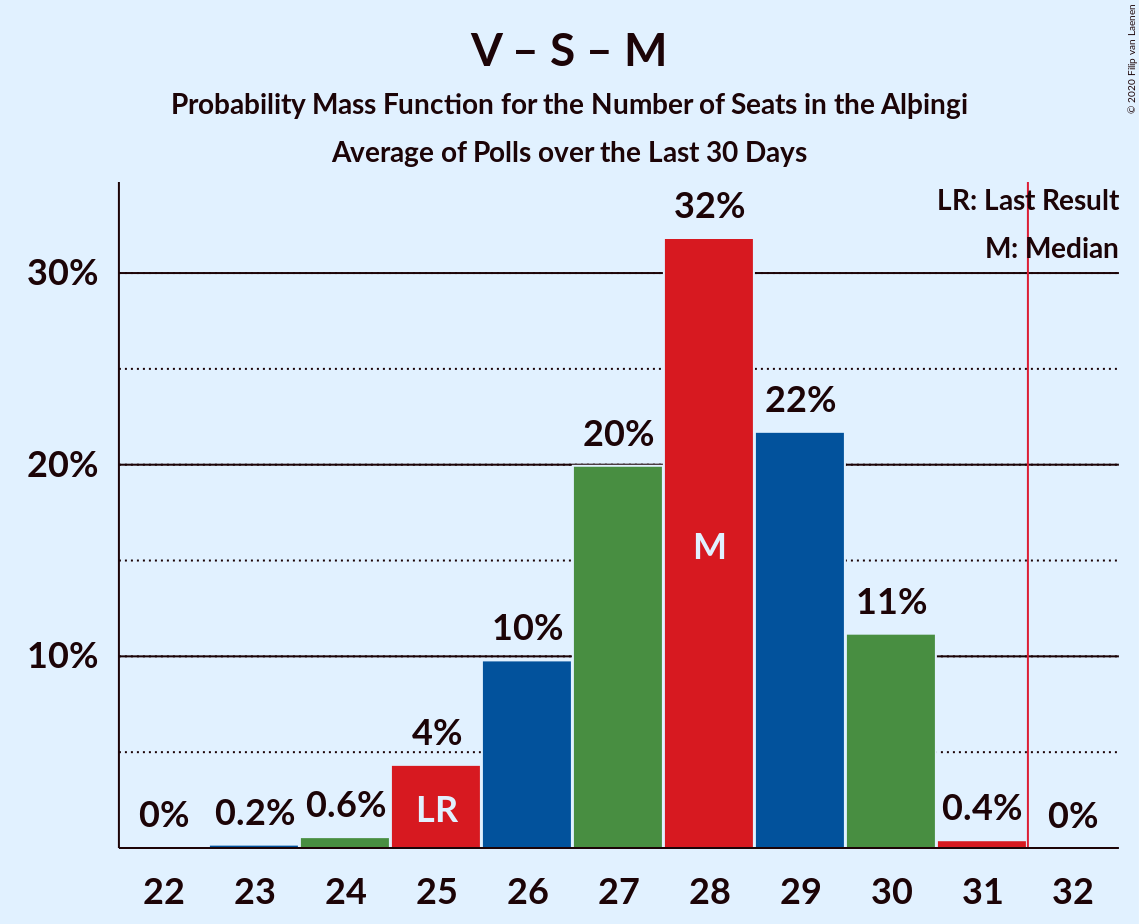 V – S – M
Probability Mass Function for the Number of Seats in the Alþingi
Average of Polls over the Last 30 Days
© 2020 Filip van Laenen
LR: Last Result
M: Median
32%
30%
22%
20%
20%
M
11%
10%
10%
4%
0%
0.2%
0.6%
LR
0.4%
0%
22 23 24 25 26 27 28 29 30 31 32